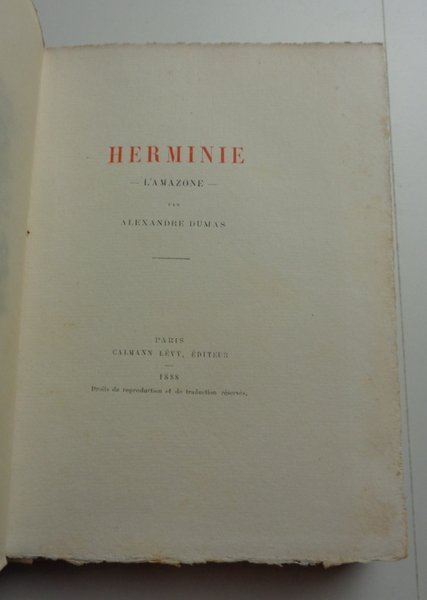 HERMINIE
— L'AMAZONE —
PAR
ALEXANDRE DUMAS
PARIS
CALMANN LÉVY, ÉDITEUR
1888
Droits de reproduction et de traduction réservés,